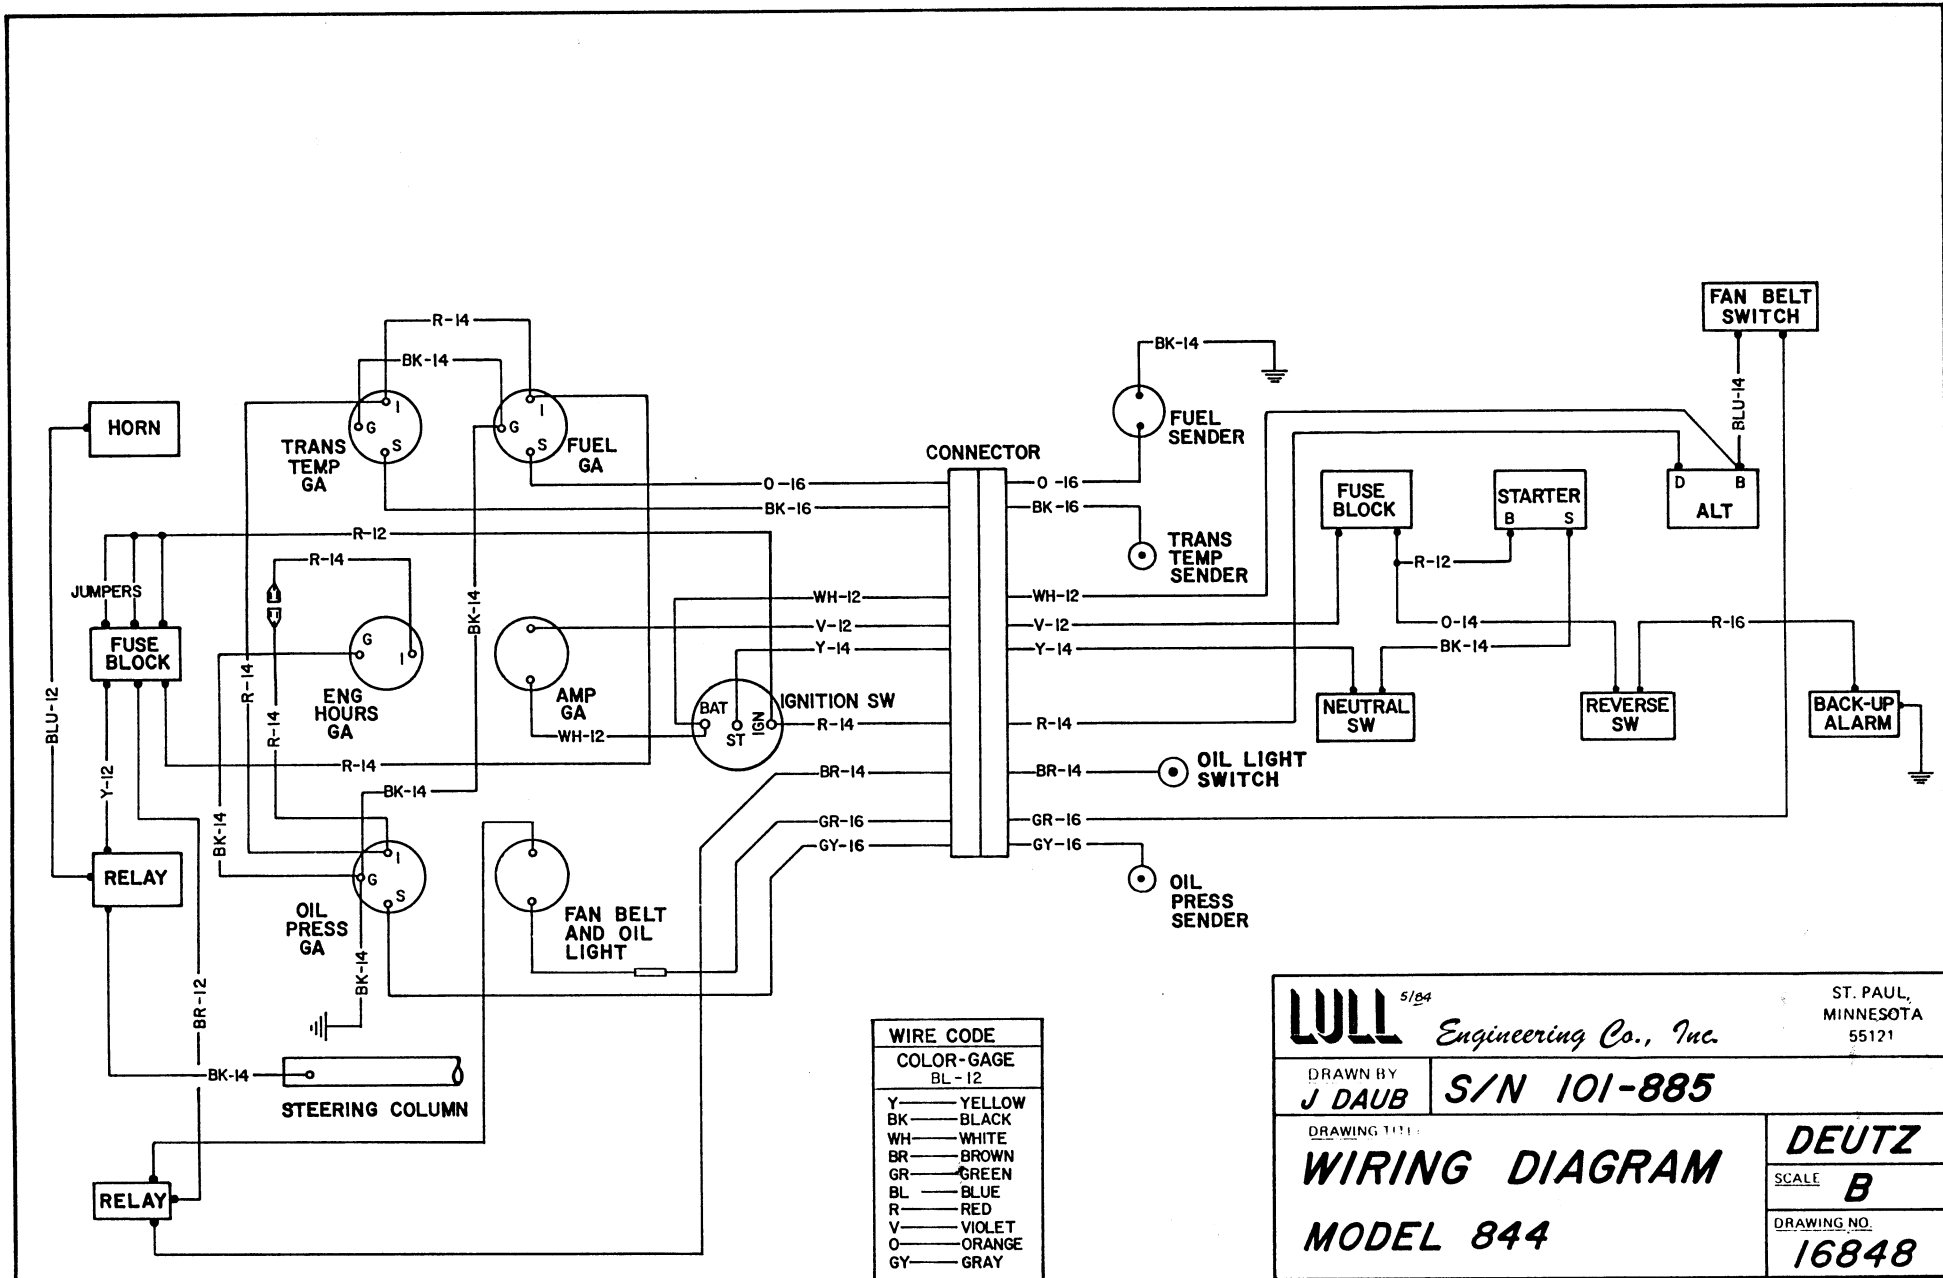 FAN BELT
SWITCH
R-14
BK-14
BK-14
BLU-14
HORN
I
G
S
TRANS
TEMP
GA
I
G
S
FUEL
GA
FUEL
SENDER
CONNECTOR
O-16
O-16
BK-16
BK-16
TRANS
TEMP
SENDER
FUSE
BLOCK
STARTER
B S
D B
ALT
R-12
R-12
R-14
JUMPERS
WH-12
WH-12
V-12
V-12
Y-14
Y-14
O-14
BK-14
R-16
BK-14
FUSE
BLOCK
G
I
ENG
HOURS
GA
AMP
GA
WH-12
BAT
ST
IGN
IGNITION SW
R-14
R-14
NEUTRAL
SW
REVERSE
SW
BACK-UP
ALARM
R-14
R-14
BLU-12
Y-12
R-14
BK-14
BK-14
BR-14
BR-14
OIL LIGHT
SWITCH
GR-16
GR-16
GY-16
GY-16
OIL
PRESS
SENDER
RELAY
I
G
S
OIL
PRESS
GA
FAN BELT
AND OIL
LIGHT
BK-14
BR-12
BK-14
STEERING COLUMN
RELAY
WIRE CODE
COLOR-GAGE
BL-12
Y YELLOW
BK BLACK
WH WHITE
BR BROWN
GR GREEN
BL BLUE
R RED
V VIOLET
O ORANGE
GY GRAY
LULL 5/84
Engineering Co., Inc.
ST. PAUL,
MINNESOTA
55121
DRAWN BY
J DAUB
S/N 101-885
DRAWING TITLE
WIRING DIAGRAM
MODEL 844
DEUTZ
SCALE B
DRAWING NO.
16848